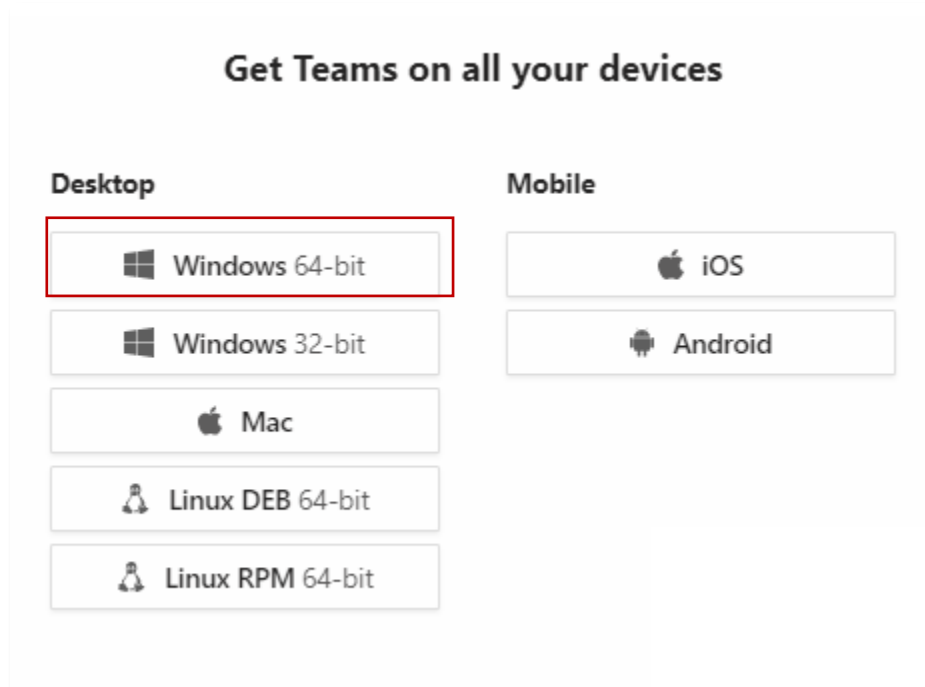 Get Teams on all your devices
Desktop
Windows 64-bit
Windows 32-bit
Mac
Linux DEB 64-bit
Linux RPM 64-bit
Mobile
iOS
Android